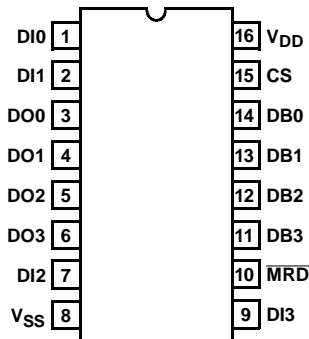 DI0 1 16 VDD
DI1 2 15 CS
DO0 3 14 DB0
DO1 4 13 DB1
DO2 5 12 DB2
DO3 6 11 DB3
DI2 7 10 M̅R̅D̅
VSS 8 9 DI3